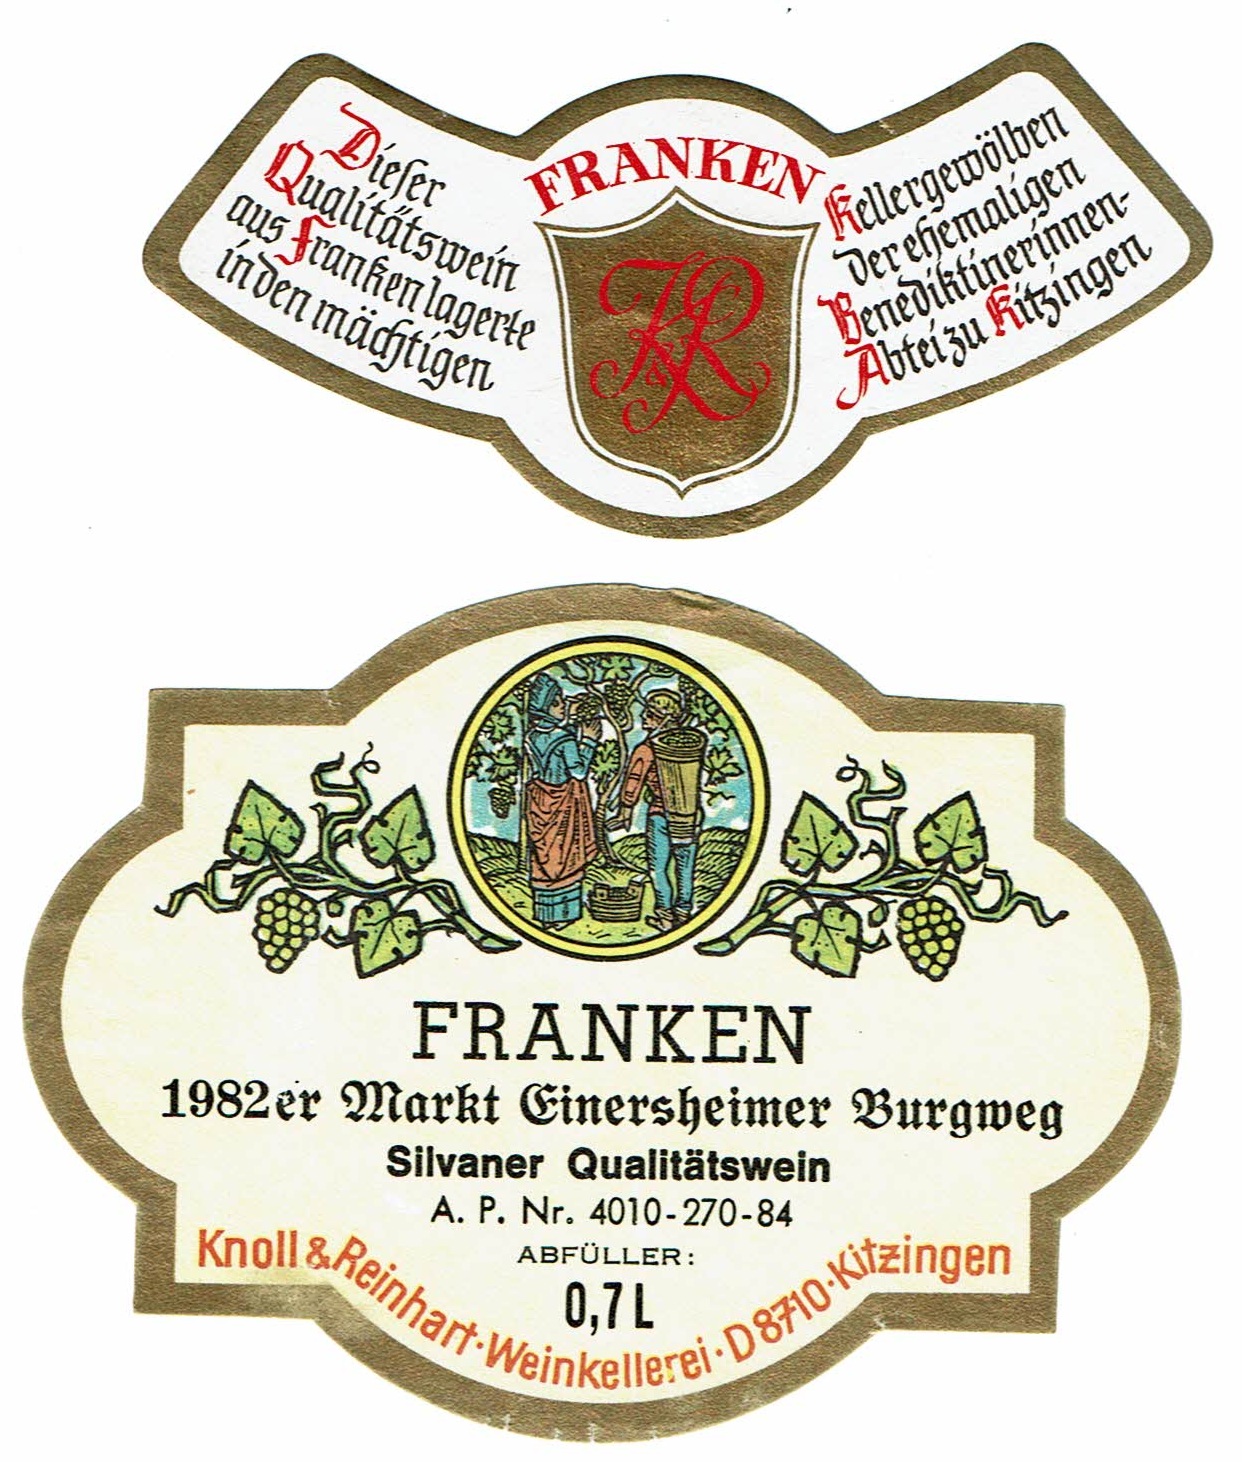 FRANKEN
Dieser
Qualitätswein
aus Franken lagerte
in den mächtigen
K&R
Kellergewölben
der ehemaligen
Benediktinerinnen-
Abtei zu Kitzingen
FRANKEN
1982er Markt Einersheimer Burgweg
Silvaner Qualitätswein
A. P. Nr. 4010-270-84
ABFÜLLER:
0,7 L
Knoll & Reinhart · Weinkellerei · D 8710 · Kitzingen